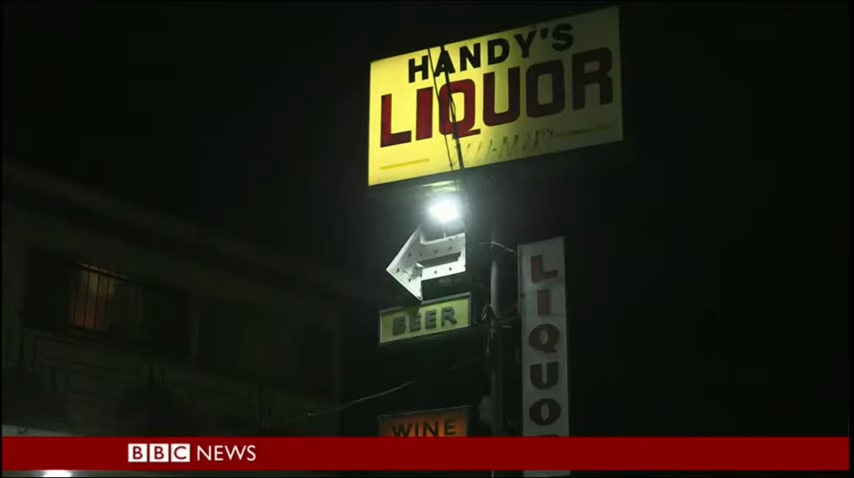 HANDY'S
LIQUOR
BEER
WINE
LIQUO
BBC NEWS